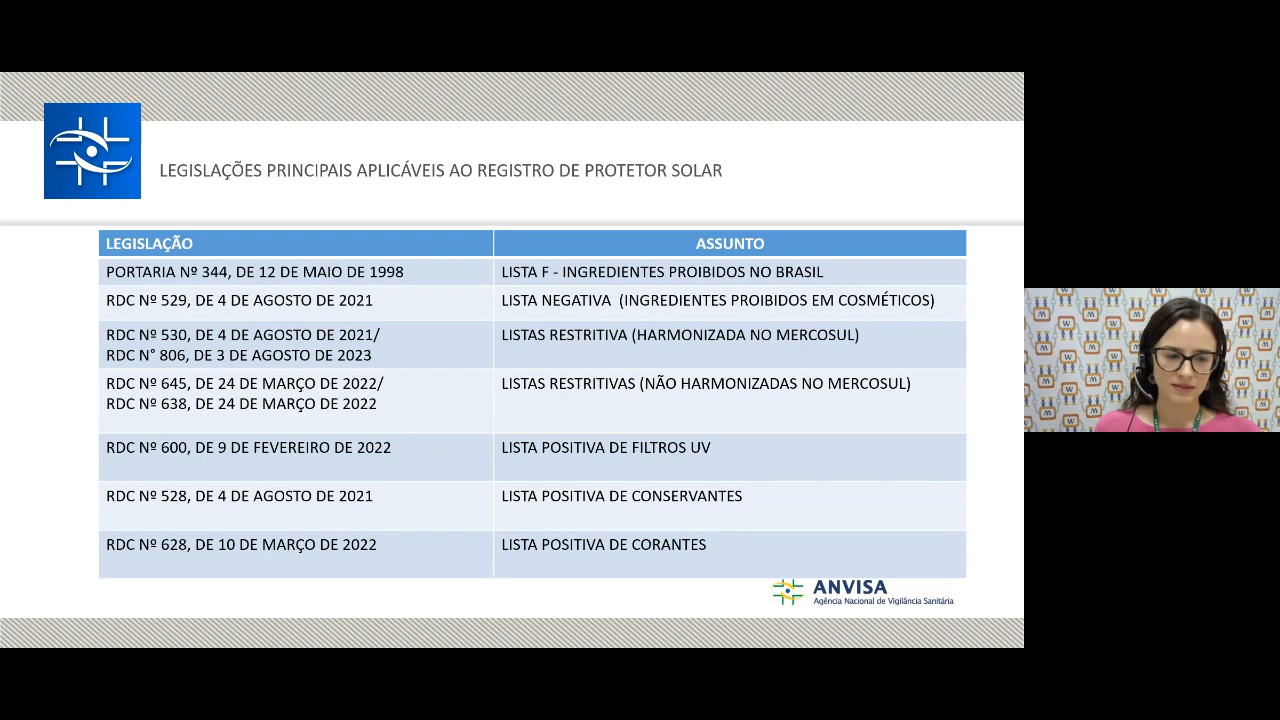 LEGISLAÇÕES PRINCIPAIS APLICÁVEIS AO REGISTRO DE PROTETOR SOLAR
LEGISLAÇÃO
ASSUNTO
PORTARIA Nº 344, DE 12 DE MAIO DE 1998
LISTA F - INGREDIENTES PROIBIDOS NO BRASIL
RDC Nº 529, DE 4 DE AGOSTO DE 2021
LISTA NEGATIVA (INGREDIENTES PROIBIDOS EM COSMÉTICOS)
RDC Nº 530, DE 4 DE AGOSTO DE 2021/
RDC N° 806, DE 3 DE AGOSTO DE 2023
LISTAS RESTRITIVA (HARMONIZADA NO MERCOSUL)
RDC Nº 645, DE 24 DE MARÇO DE 2022/
RDC Nº 638, DE 24 DE MARÇO DE 2022
LISTAS RESTRITIVAS (NÃO HARMONIZADAS NO MERCOSUL)
RDC Nº 600, DE 9 DE FEVEREIRO DE 2022
LISTA POSITIVA DE FILTROS UV
RDC Nº 528, DE 4 DE AGOSTO DE 2021
LISTA POSITIVA DE CONSERVANTES
RDC Nº 628, DE 10 DE MARÇO DE 2022
LISTA POSITIVA DE CORANTES
ANVISA
Agência Nacional de Vigilância Sanitária